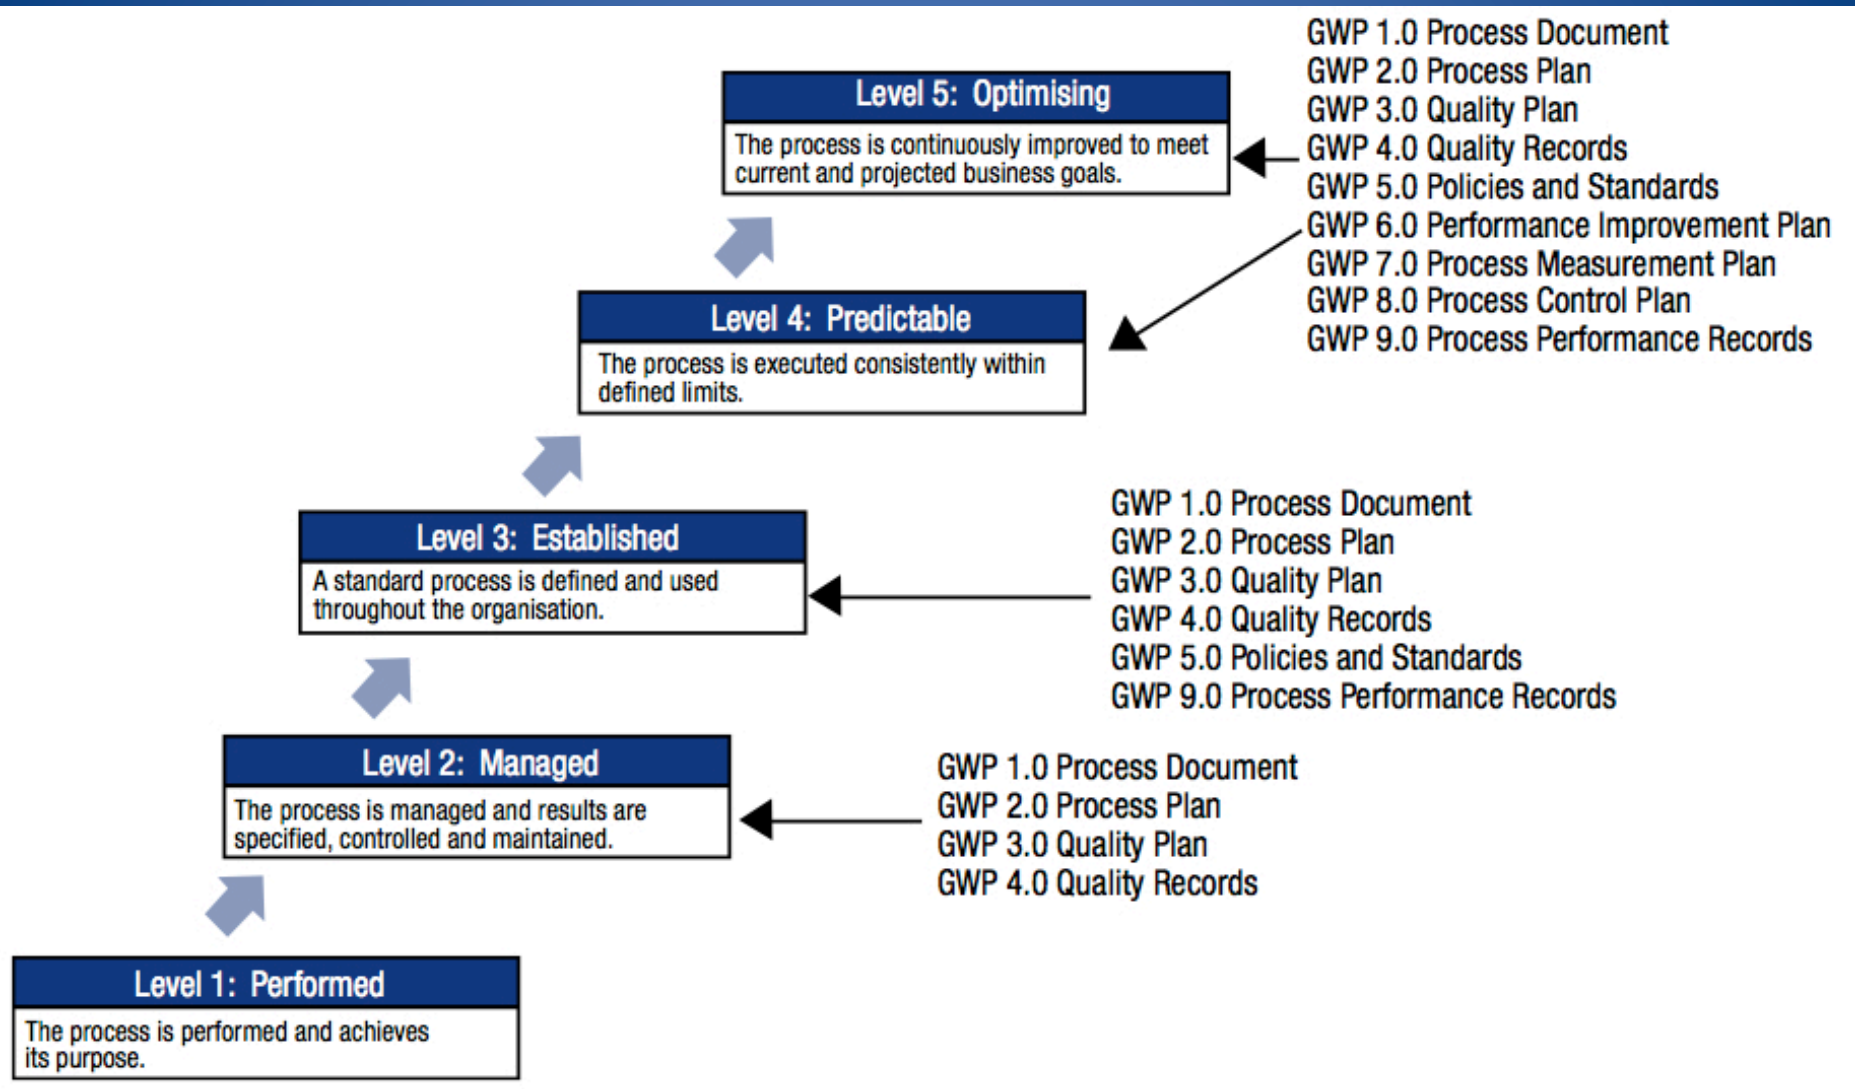 GWP 1.0 Process Document
GWP 2.0 Process Plan
GWP 3.0 Quality Plan
GWP 4.0 Quality Records
GWP 5.0 Policies and Standards
GWP 6.0 Performance Improvement Plan
GWP 7.0 Process Measurement Plan
GWP 8.0 Process Control Plan
GWP 9.0 Process Performance Records
Level 5: Optimising
The process is continuously improved to meet
current and projected business goals.
Level 4: Predictable
The process is executed consistently within
defined limits.
Level 3: Established
A standard process is defined and used
throughout the organisation.
GWP 1.0 Process Document
GWP 2.0 Process Plan
GWP 3.0 Quality Plan
GWP 4.0 Quality Records
GWP 5.0 Policies and Standards
GWP 9.0 Process Performance Records
Level 2: Managed
The process is managed and results are
specified, controlled and maintained.
GWP 1.0 Process Document
GWP 2.0 Process Plan
GWP 3.0 Quality Plan
GWP 4.0 Quality Records
Level 1: Performed
The process is performed and achieves
its purpose.